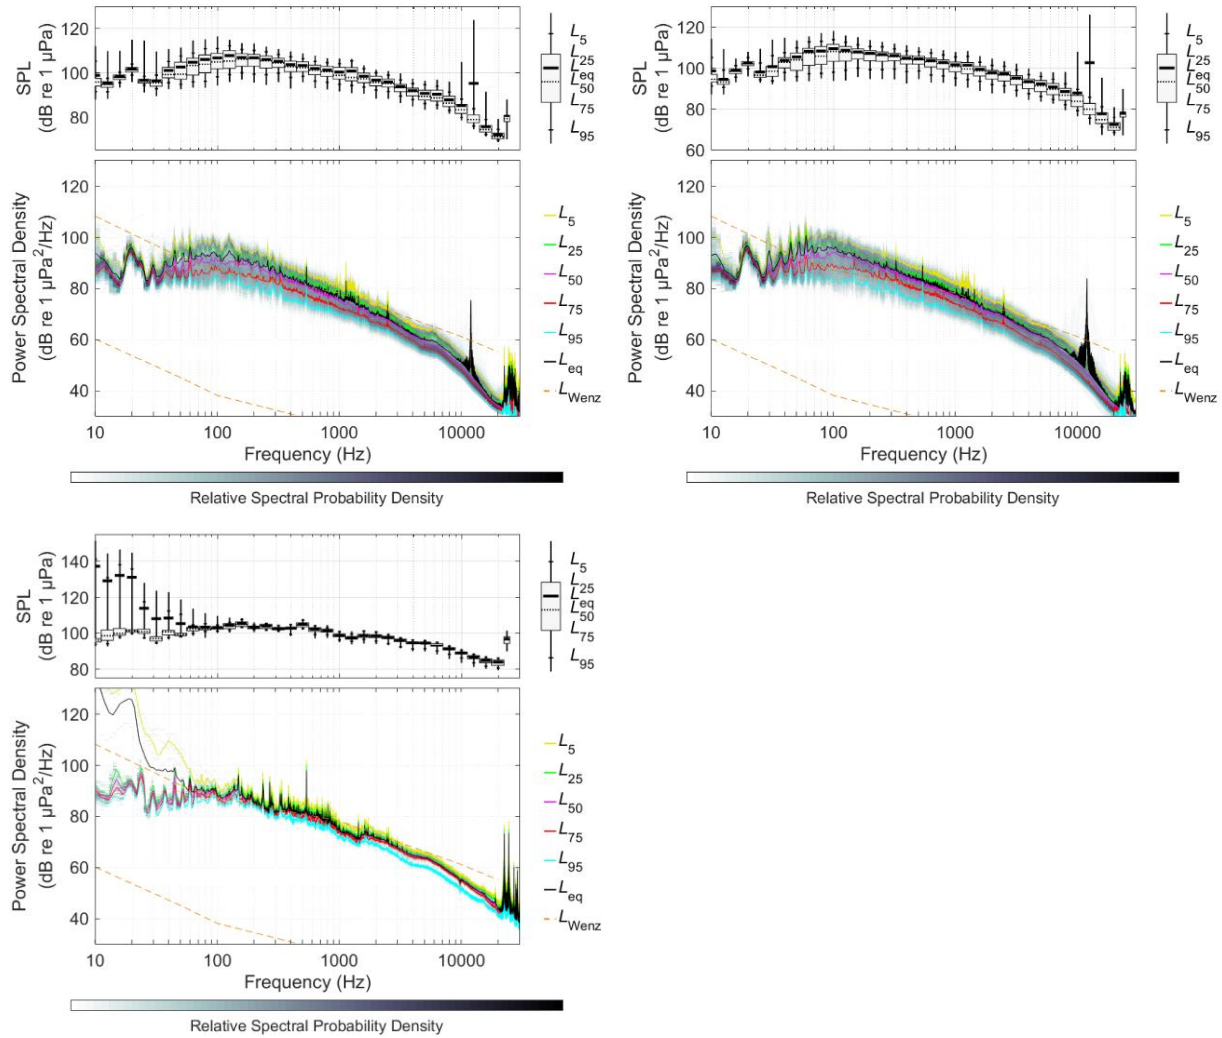 SPL
(dB re 1 µPa)
120
100
80
L5
L25
Leq
L50
L75
L95
Power Spectral Density
(dB re 1 µPa²/Hz)
120
100
80
60
40
10
100
1000
10000
Frequency (Hz)
L5
L25
L50
L75
L95
Leq
LWenz
Relative Spectral Probability Density
SPL
(dB re 1 µPa)
120
100
80
60
L5
L25
Leq
L50
L75
L95
Power Spectral Density
(dB re 1 µPa²/Hz)
120
100
80
60
40
10
100
1000
10000
Frequency (Hz)
L5
L25
L50
L75
L95
Leq
LWenz
Relative Spectral Probability Density
SPL
(dB re 1 µPa)
140
120
100
80
L5
L25
Leq
L50
L75
L95
Power Spectral Density
(dB re 1 µPa²/Hz)
120
100
80
60
40
10
100
1000
10000
Frequency (Hz)
L5
L25
L50
L75
L95
Leq
LWenz
Relative Spectral Probability Density